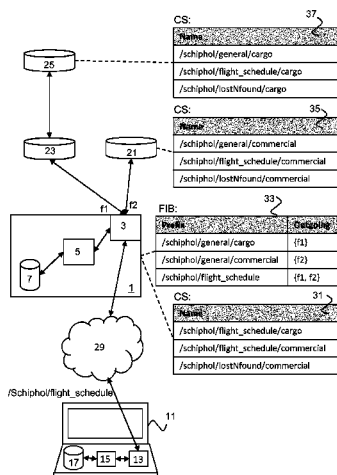 37
CS:
Name
/schiphol/general/cargo
/schiphol/flight_schedule/cargo
/schiphol/lostNfound/cargo
25
35
CS:
Name
/schiphol/general/commercial
/schiphol/flight_schedule/commercial
/schiphol/lostNfound/commercial
23
21
f1
f2
33
FIB:
Prefix Outgoing
/schiphol/general/cargo {f1}
/schiphol/general/commercial {f2}
/schiphol/flight_schedule {f1, f2}
3
5
7
1
31
CS:
Name
/schiphol/flight_schedule/cargo
/schiphol/flight_schedule/commercial
/schiphol/lostNfound/commercial
29
/Schiphol/flight_schedule
11
17
15
13